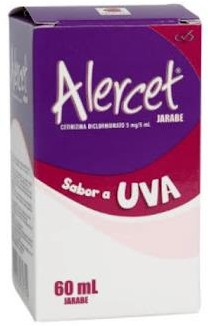 Alercet®
JARABE
CETIRIZINA DICLORHIDRATO 5 mg/5 mL
Sabor a UVA
60 mL
JARABE